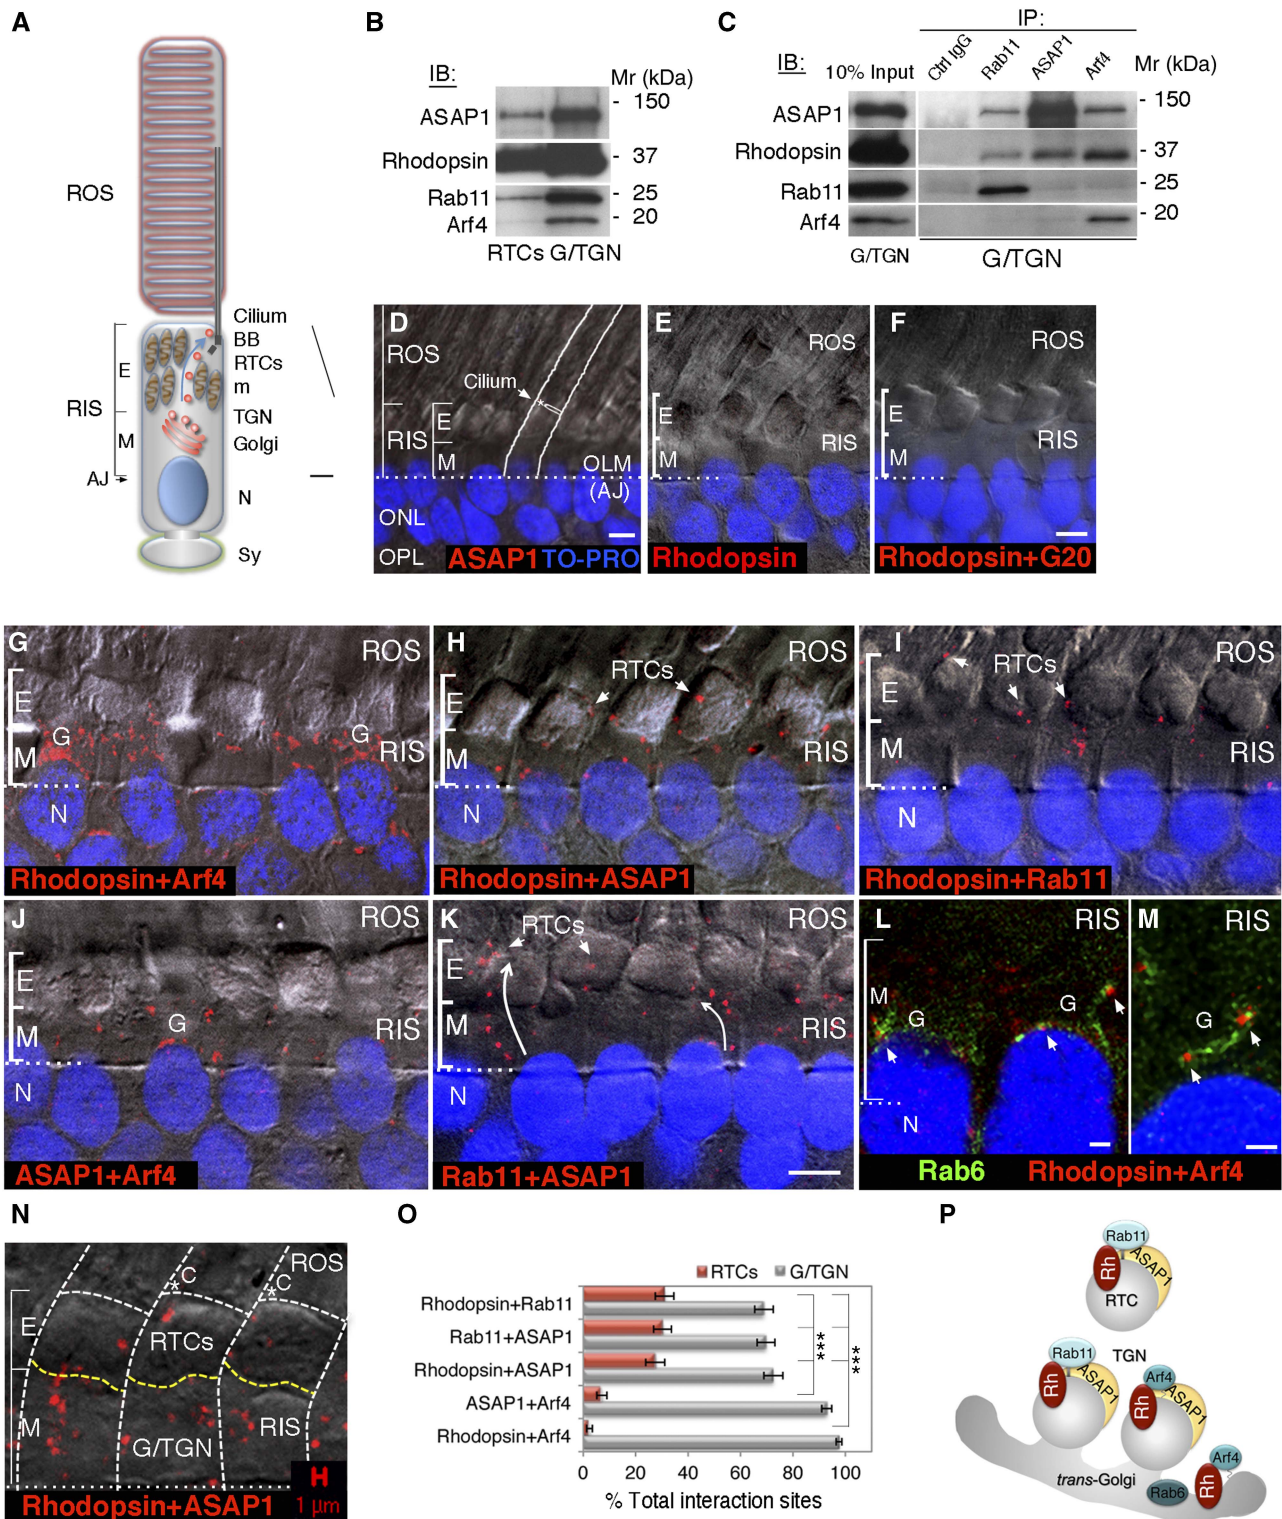 A
ROS
Cilium
BB
RTCs
m
TGN
Golgi
E
RIS
M
AJ
N
Sy
B
IB:
Mr (kDa)
ASAP1
- 150
Rhodopsin
- 37
Rab11
- 25
Arf4
- 20
RTCs G/TGN
C
IP:
IB:
10% Input
Ctrl IgG
Rab11
ASAP1
Arf4
Mr (kDa)
ASAP1
- 150
Rhodopsin
- 37
Rab11
- 25
Arf4
- 20
G/TGN
G/TGN
D
ROS
Cilium
*
E
RIS
M
OLM
(AJ)
ONL
OPL
ASAP1 TO-PRO
E
ROS
E
RIS
M
Rhodopsin
F
ROS
E
RIS
M
Rhodopsin+G20
G
ROS
E
G
G
M
RIS
N
Rhodopsin+Arf4
H
ROS
RTCs
E
M
RIS
N
Rhodopsin+ASAP1
I
ROS
RTCs
E
M
RIS
N
Rhodopsin+Rab11
J
ROS
E
G
M
RIS
N
ASAP1+Arf4
K
ROS
RTCs
E
M
RIS
N
Rab11+ASAP1
L
RIS
M
G
G
N
M
RIS
G
Rab6
Rhodopsin+Arf4
N
ROS
*C
*C
E
RTCs
M
RIS
G/TGN
H
1 µm
Rhodopsin+ASAP1
O
RTCs
G/TGN
Rhodopsin+Rab11
Rab11+ASAP1
Rhodopsin+ASAP1
ASAP1+Arf4
Rhodopsin+Arf4
***
***
0 20 40 60 80 100
% Total interaction sites
P
Rab11
Rh
ASAP1
RTC
Rab11
TGN
Rh
ASAP1
Arf4
Rh
ASAP1
trans-Golgi
Arf4
Rab6
Rh